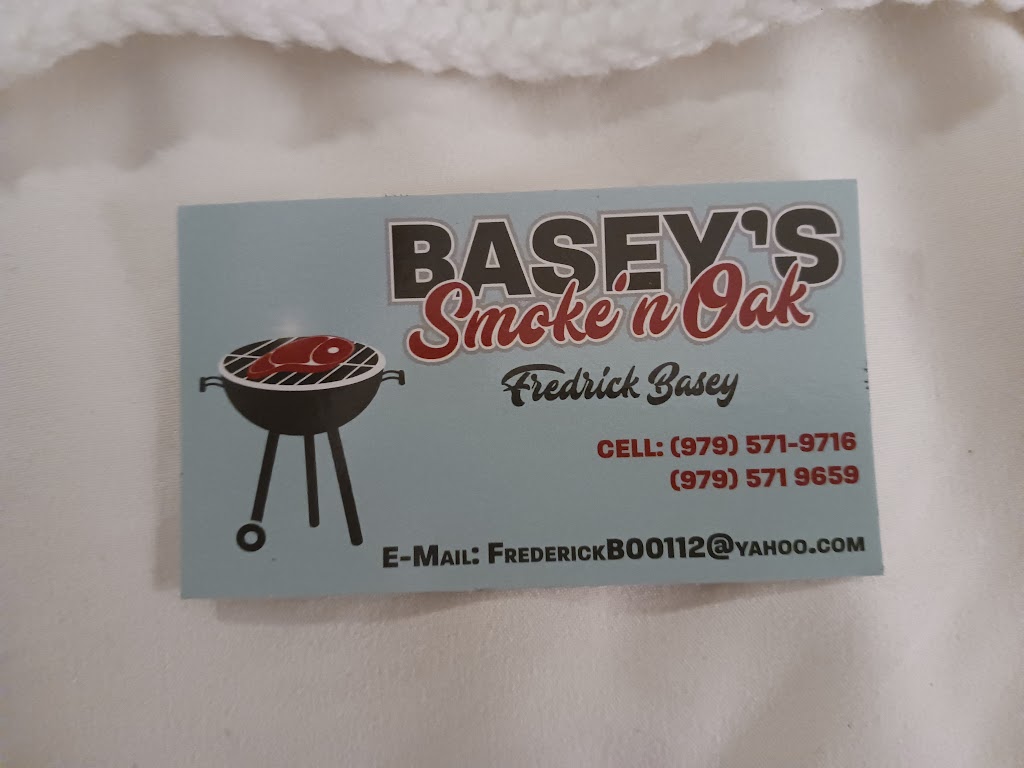 BASEY'S
Smoke'n Oak
Fredrick Basey
CELL: (979) 571-9716
(979) 571 9659
E-MAIL: FREDERICKB00112@YAHOO.COM